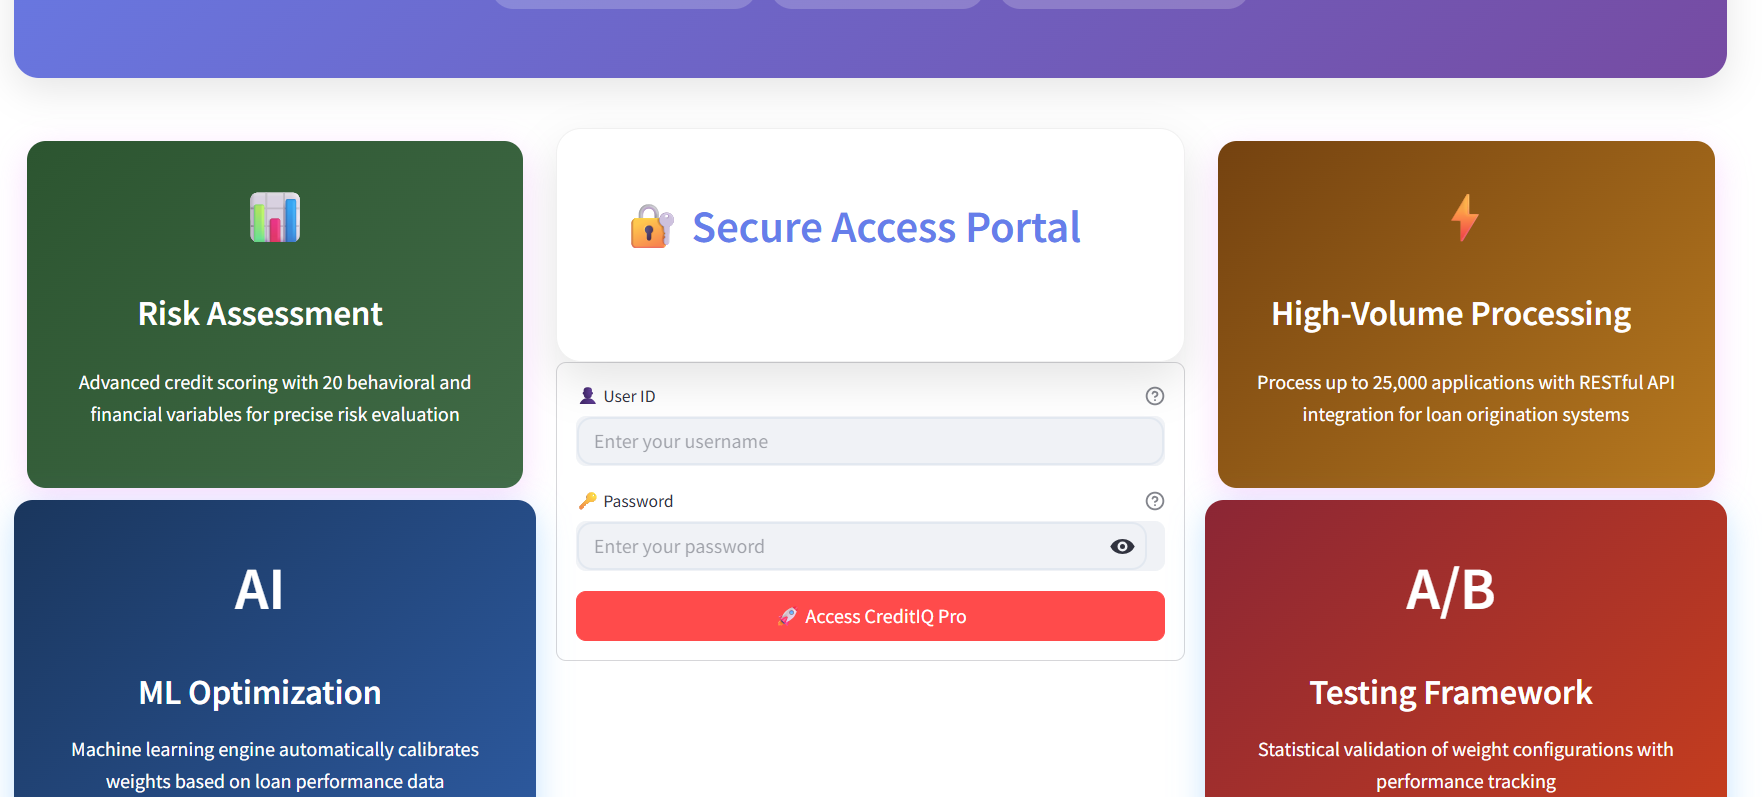 Risk Assessment
Advanced credit scoring with 20 behavioral and
financial variables for precise risk evaluation
AI
ML Optimization
Machine learning engine automatically calibrates
weights based on loan performance data
🔐 Secure Access Portal
👤 User ID
Enter your username
🔑 Password
Enter your password
🚀 Access CreditIQ Pro
High-Volume Processing
Process up to 25,000 applications with RESTful API
integration for loan origination systems
A/B
Testing Framework
Statistical validation of weight configurations with
performance tracking